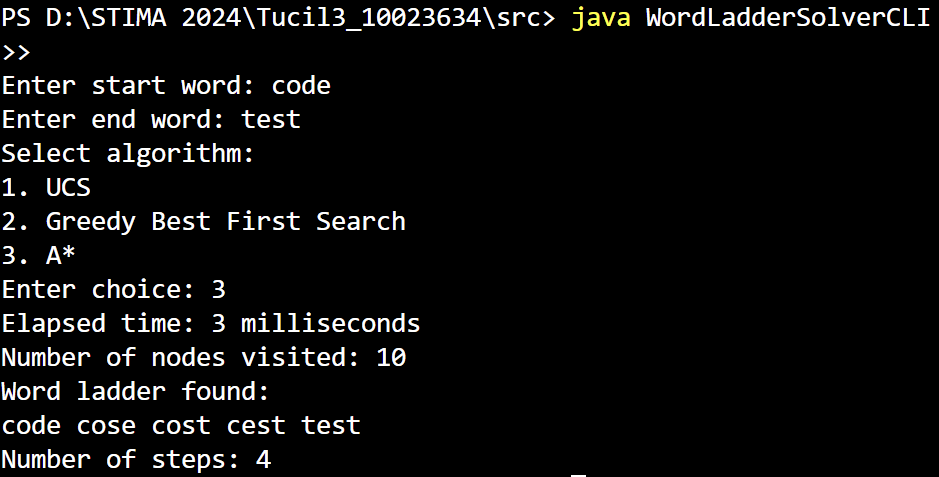 PS D:\STIMA 2024\Tucil3_10023634\src> java WordLadderSolverCLI
>>
Enter start word: code
Enter end word: test
Select algorithm:
1. UCS
2. Greedy Best First Search
3. A*
Enter choice: 3
Elapsed time: 3 milliseconds
Number of nodes visited: 10
Word ladder found:
code cose cost cest test
Number of steps: 4